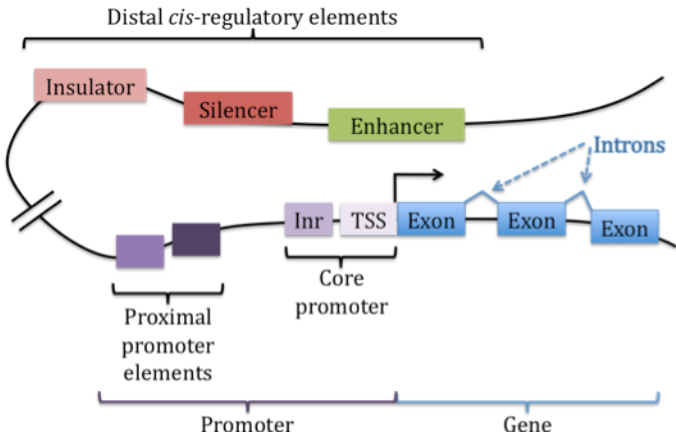 Distal cis-regulatory elements
Insulator
Silencer
Enhancer
Introns
Inr
TSS
Exon
Exon
Exon
Core
promoter
Proximal
promoter
elements
Promoter
Gene